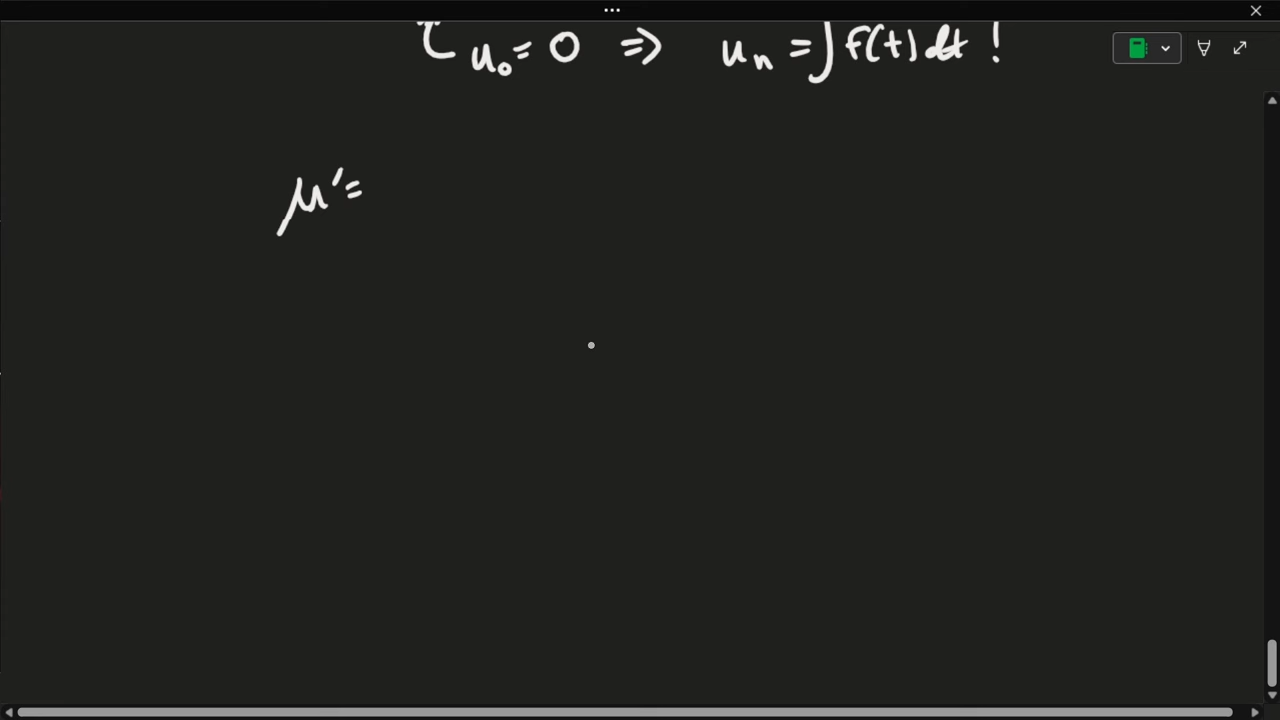 u₀ = 0 ⇒ uₙ = ∫ f(t) dt !
μ' =